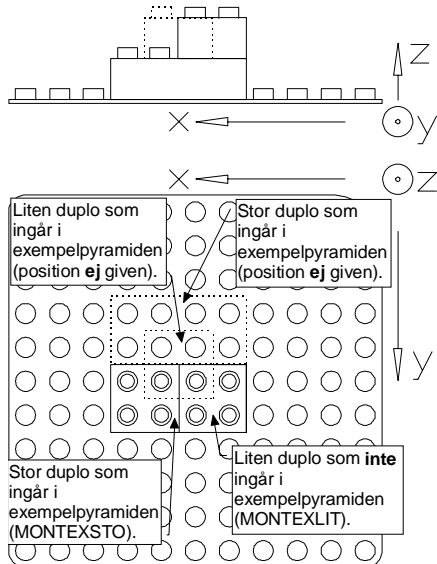 Z
X
y
X
Z
Liten duplo som
ingår i
exempelpyramiden
(position ej given).
Stor duplo som
ingår i
exempelpyramiden
(position ej given).
y
Stor duplo som
ingår i
exempelpyramiden
(MONTEXSTO).
Liten duplo som inte
ingår i
exempelpyramiden
(MONTEXLIT).